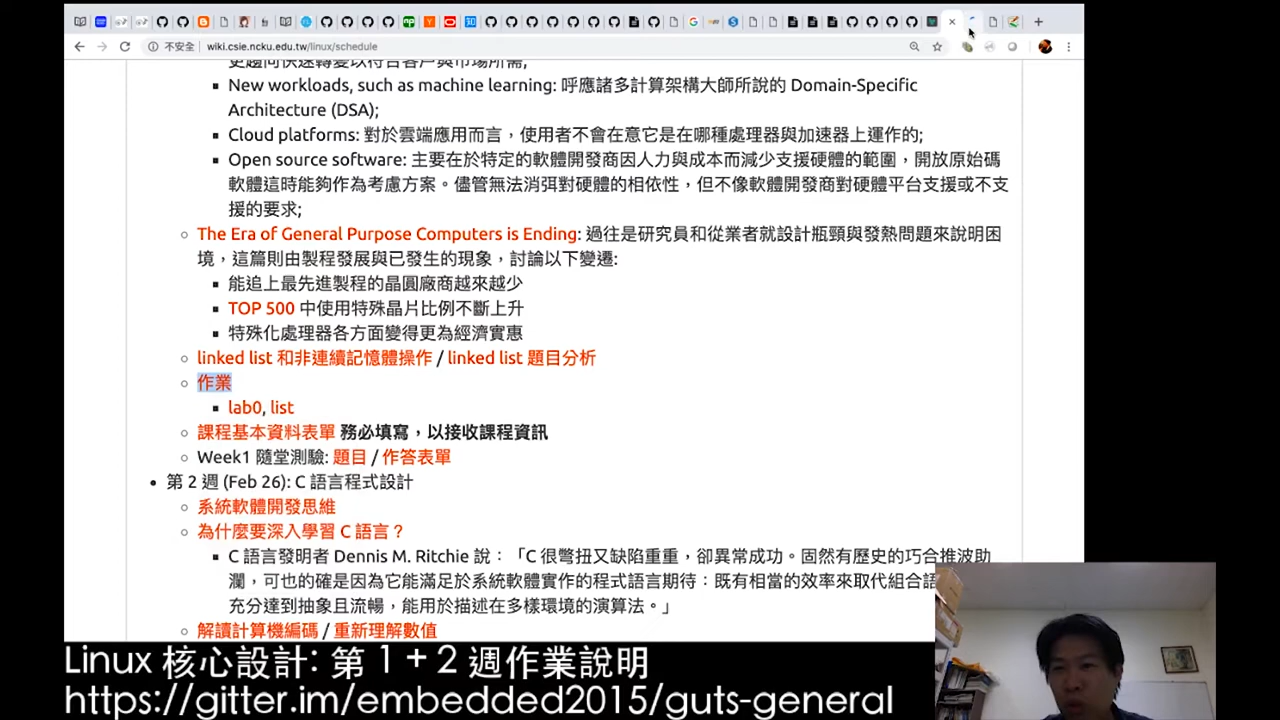 不安全 wiki.csie.ncku.edu.tw/linux/schedule
更趨向快速轉變以符合客戶與市場所需;
New workloads, such as machine learning: 呼應諸多計算架構大師所說的 Domain-Specific
Architecture (DSA);
Cloud platforms: 對於雲端應用而言，使用者不會在意它是在哪種處理器與加速器上運作的;
Open source software: 主要在於特定的軟體開發商因人力與成本而減少支援硬體的範圍，開放原始碼
軟體這時能夠作為考慮方案。儘管無法消弭對硬體的相依性，但不像軟體開發商對硬體平台支援或不支
援的要求;
The Era of General Purpose Computers is Ending: 過往是研究員和從業者就設計瓶頸與發熱問題來說明困
境，這篇則由製程發展與已發生的現象，討論以下變遷:
能追上最先進製程的晶圓廠商越來越少
TOP 500 中使用特殊晶片比例不斷上升
特殊化處理器各方面變得更為經濟實惠
linked list 和非連續記憶體操作 / linked list 題目分析
作業
lab0, list
課程基本資料表單 務必填寫，以接收課程資訊
Week1 隨堂測驗: 題目 / 作答表單
第 2 週 (Feb 26): C 語言程式設計
系統軟體開發思維
為什麼要深入學習 C 語言？
C 語言發明者 Dennis M. Ritchie 說：「C 很彆扭又缺陷重重，卻異常成功。固然有歷史的巧合推波助
瀾，可也的確是因為它能滿足於系統軟體實作的程式語言期待：既有相當的效率來取代組合語
充分達到抽象且流暢，能用於描述在多樣環境的演算法。」
解讀計算機編碼 / 重新理解數值
Linux 核心設計: 第 1 + 2 週作業說明
https://gitter.im/embedded2015/guts-general